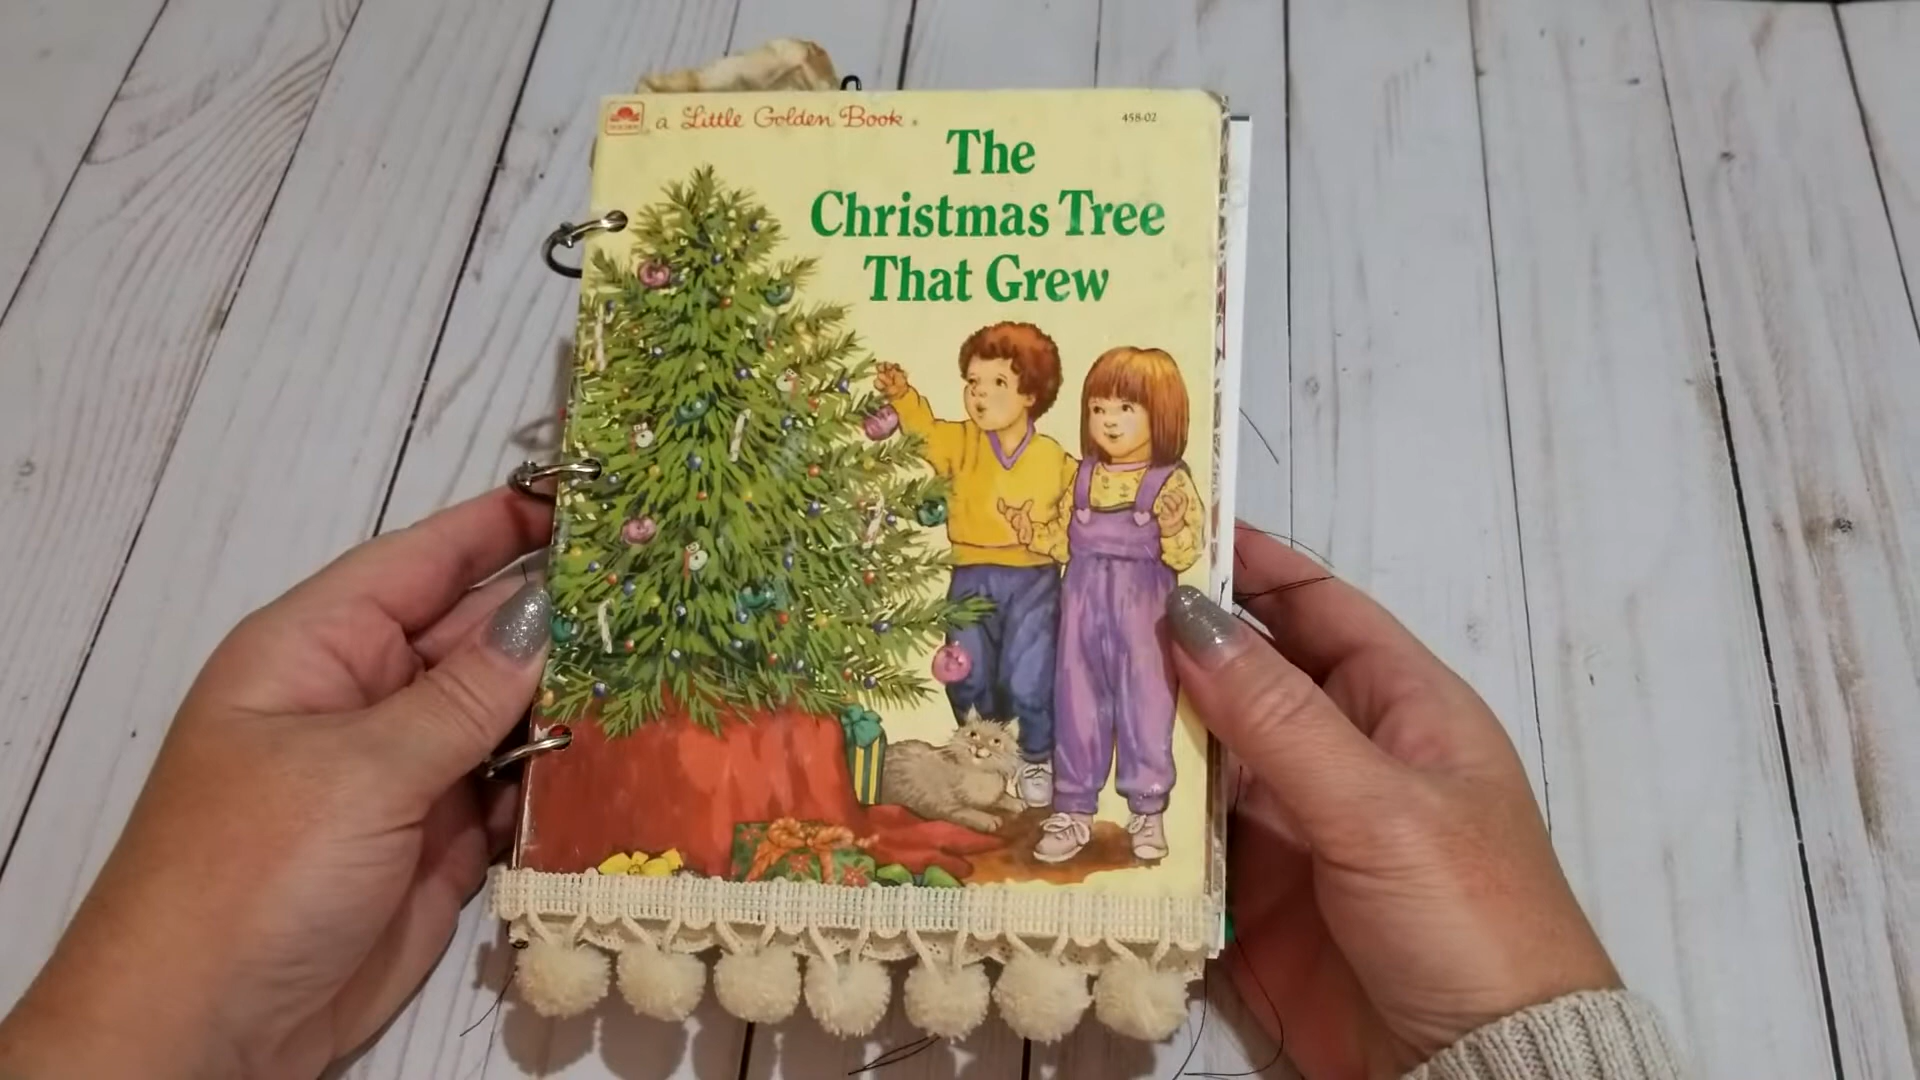 a Little Golden Book®
458-02
The
Christmas Tree
That Grew